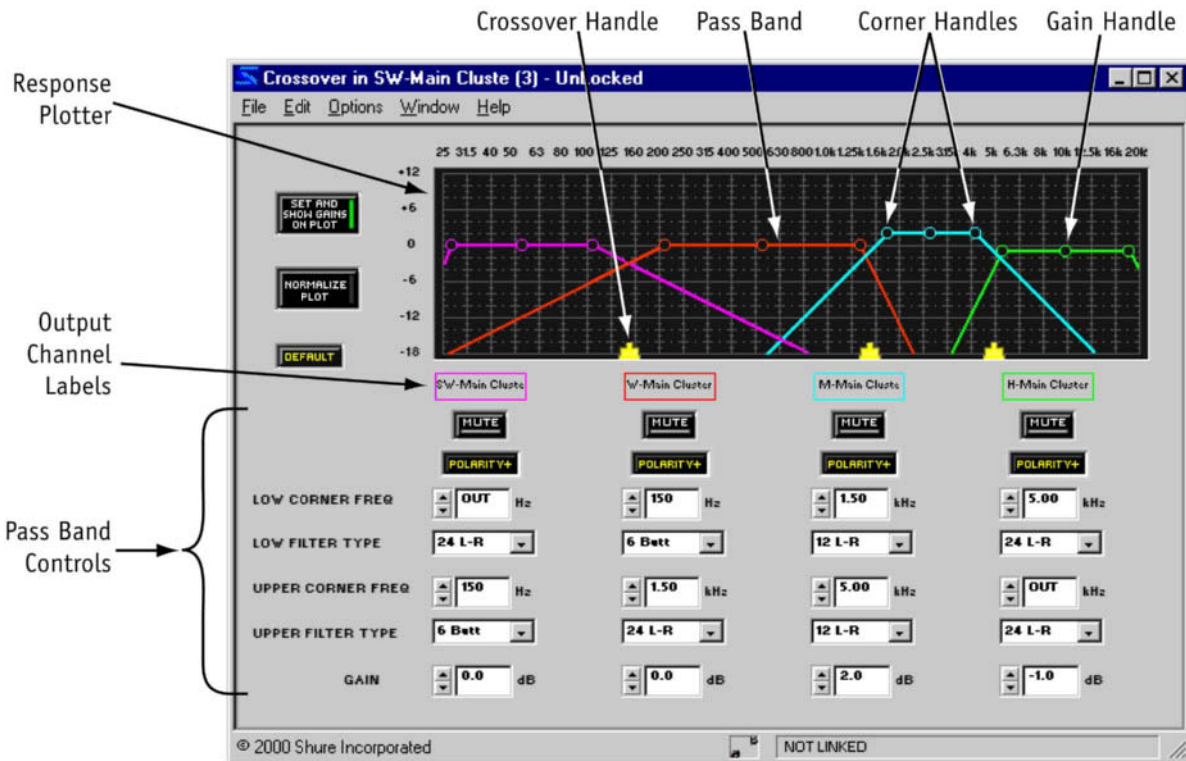 Crossover Handle Pass Band Corner Handles Gain Handle
Response
Plotter
Crossover in SW-Main Cluste (3) - UnLocked
File Edit Options Window Help
25 31.5 40 50 63 80 100 125 160 200 250 315 400 500 630 800 1.0k 1.25k 1.6k 2.0k 2.5k 3.15k 4k 5k 6.3k 8k 10k 12.5k 16k 20k
+12
+6
0
-6
-12
-18
SET AND
SHOW GAINS
ON PLOT
NORMALIZE
PLOT
DEFAULT
Output
Channel
Labels
SW-Main Cluste W-Main Cluster M-Main Cluste H-Main Cluster
MUTE MUTE MUTE MUTE
POLARITY+ POLARITY+ POLARITY+ POLARITY+
Pass Band
Controls
LOW CORNER FREQ OUT Hz 150 Hz 1.50 kHz 5.00 kHz
LOW FILTER TYPE 24 L-R 6 Butt 12 L-R 24 L-R
UPPER CORNER FREQ 150 Hz 1.50 kHz 5.00 kHz OUT kHz
UPPER FILTER TYPE 6 Butt 24 L-R 12 L-R 24 L-R
GAIN 0.0 dB 0.0 dB 2.0 dB -1.0 dB
© 2000 Shure Incorporated NOT LINKED